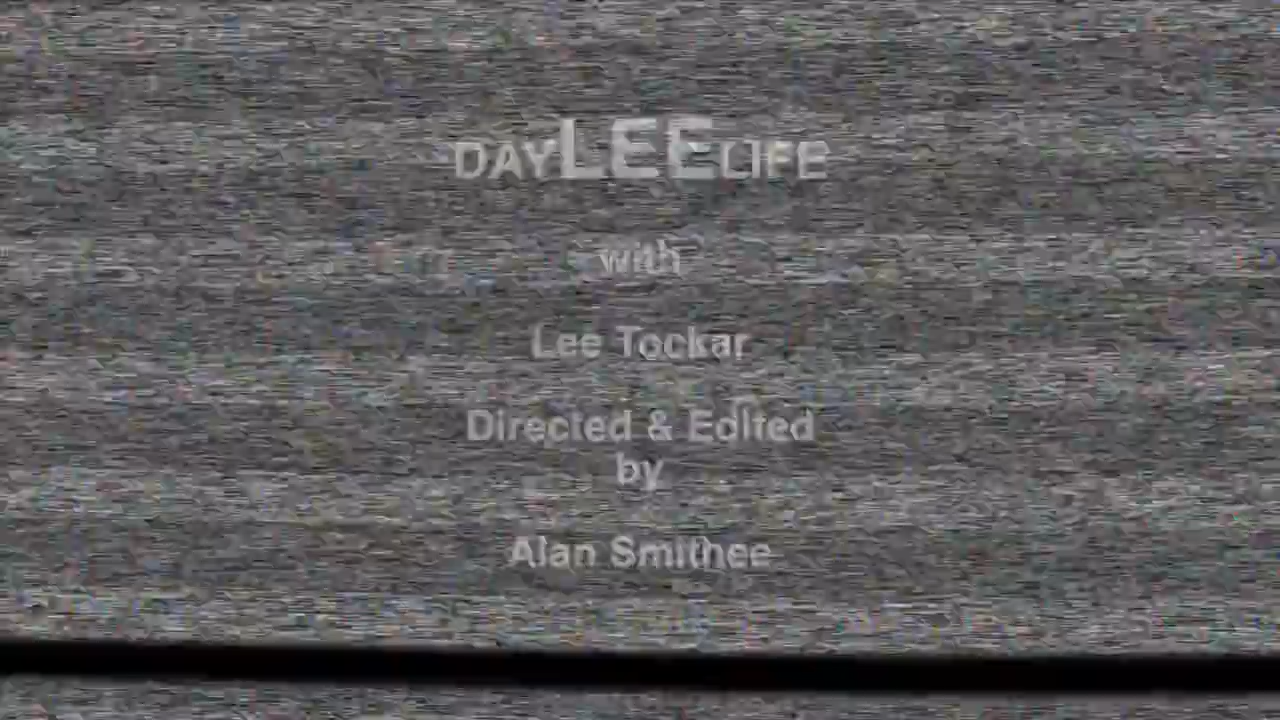 DAYLEELIFE
with
Lee Tockar
Directed & Edited
by
Alan Smithee